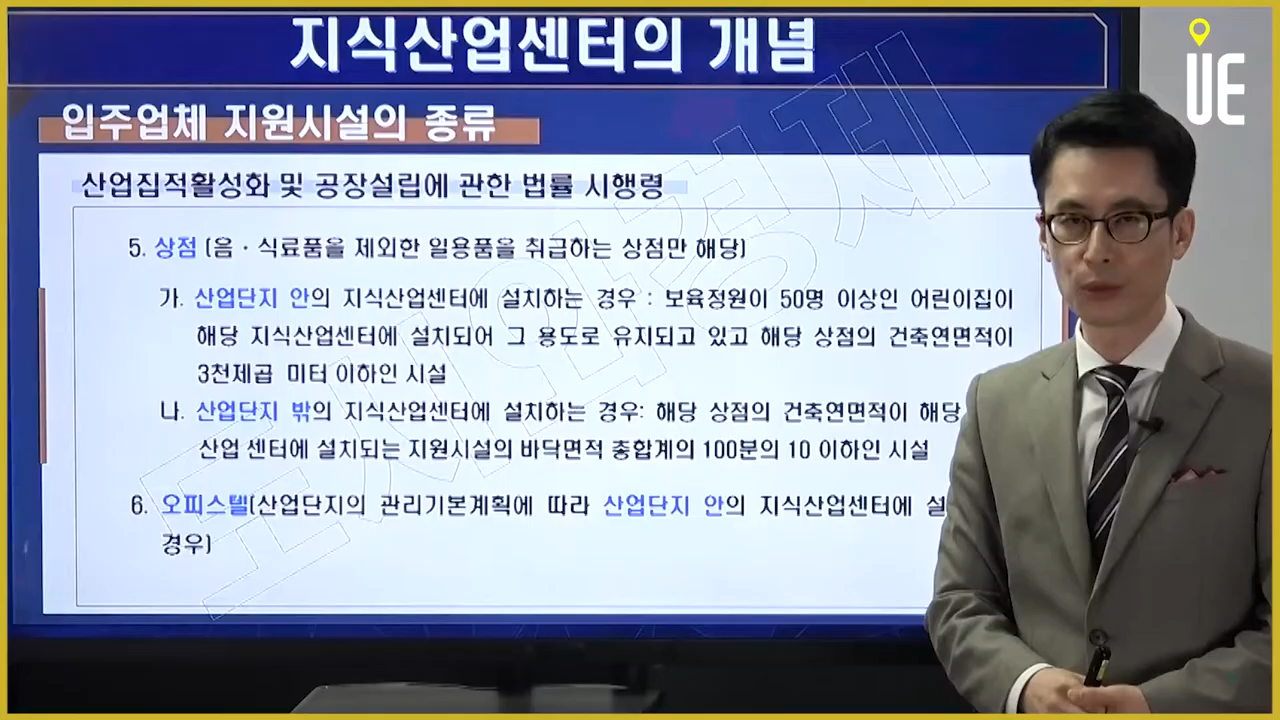 지식산업센터의 개념
UE
입주업체 지원시설의 종류
산업집적활성화 및 공장설립에 관한 법률 시행령
5. 상점 (음·식료품을 제외한 일용품을 취급하는 상점만 해당)
가. 산업단지 안의 지식산업센터에 설치하는 경우 : 보육정원이 50명 이상인 어린이집이
해당 지식산업센터에 설치되어 그 용도로 유지되고 있고 해당 상점의 건축연면적이
3천제곱 미터 이하인 시설
나. 산업단지 밖의 지식산업센터에 설치하는 경우: 해당 상점의 건축연면적이 해당
산업 센터에 설치되는 지원시설의 바닥면적 총합계의 100분의 10 이하인 시설
6. 오피스텔(산업단지의 관리기본계획에 따라 산업단지 안의 지식산업센터에 설
경우)
도시와경제